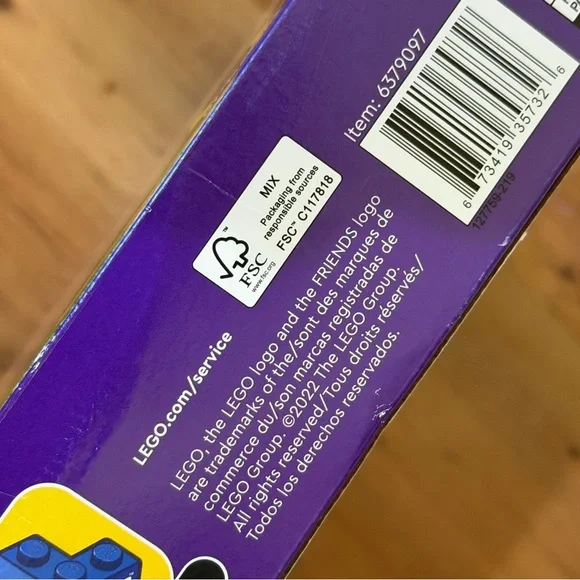 Item: 6379097
6 73419 35732 6
127759-219
MIX
Packaging from
responsible sources
FSC™ C117818
FSC
www.fsc.org
LEGO.com/service
LEGO, the LEGO logo and the FRIENDS logo
are trademarks of the/sont des marques de
commerce du/son marcas registradas de
LEGO Group. ©2022 The LEGO Group.
All rights reserved/Tous droits réservés/
Todos los derechos reservados.